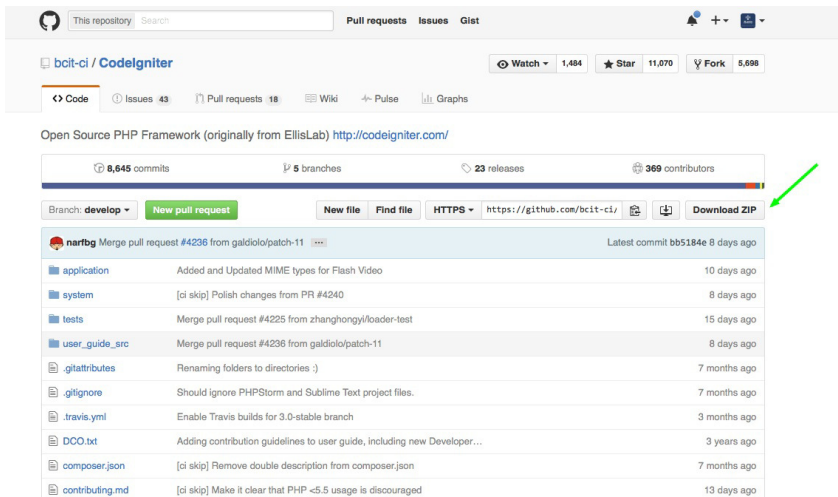 This repository Search Pull requests Issues Gist
bcit-ci / CodeIgniter Watch 1,484 Star 11,070 Fork 5,698
Code Issues 43 Pull requests 18 Wiki Pulse Graphs
Open Source PHP Framework (originally from EllisLab) http://codeigniter.com/
8,645 commits 5 branches 23 releases 369 contributors
Branch: develop New pull request New file Find file HTTPS https://github.com/bcit-ci/ Download ZIP
narfbg Merge pull request #4236 from galdiolo/patch-11 ... Latest commit bb5184e 8 days ago
application Added and Updated MIME types for Flash Video 10 days ago
system [ci skip] Polish changes from PR #4240 8 days ago
tests Merge pull request #4225 from zhanghongyi/loader-test 15 days ago
user_guide_src Merge pull request #4236 from galdiolo/patch-11 8 days ago
.gitattributes Renaming folders to directories :) 7 months ago
.gitignore Should ignore PHPStorm and Sublime Text project files. 7 months ago
.travis.yml Enable Travis builds for 3.0-stable branch 3 months ago
DCO.txt Adding contribution guidelines to user guide, including new Developer... 3 years ago
composer.json [ci skip] Remove double description from composer.json 7 months ago
contributing.md [ci skip] Make it clear that PHP <5.5 usage is discouraged 13 days ago